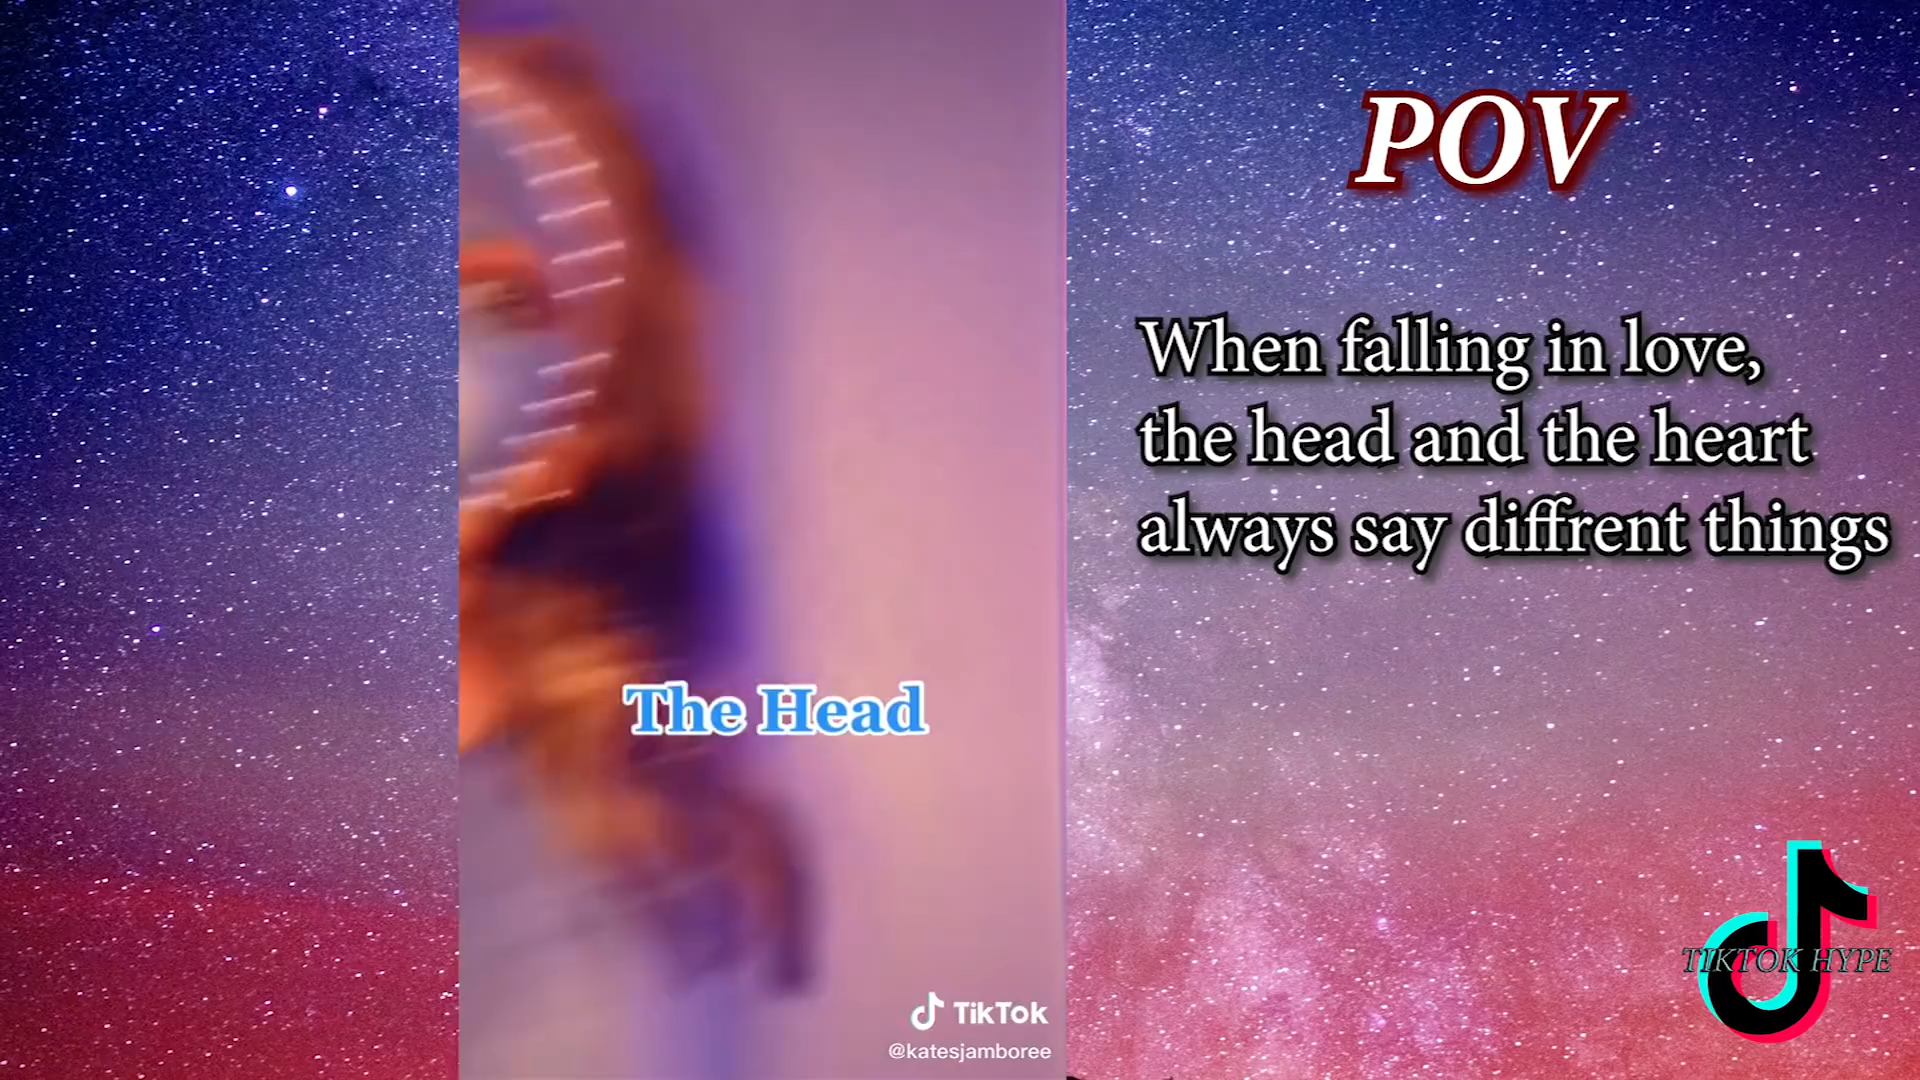 POV
When falling in love,
the head and the heart
always say diffrent things
The Head
TikTok
@katesjamboree
TIKTOK HYPE